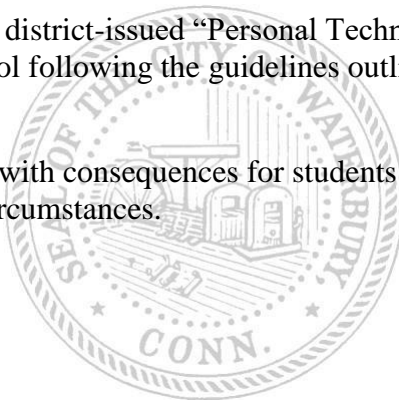 district-issued “Personal Techn
ol following the guidelines outli
with consequences for students
rcumstances.
SEAL OF THE CITY OF WATERBURY,
CONN.